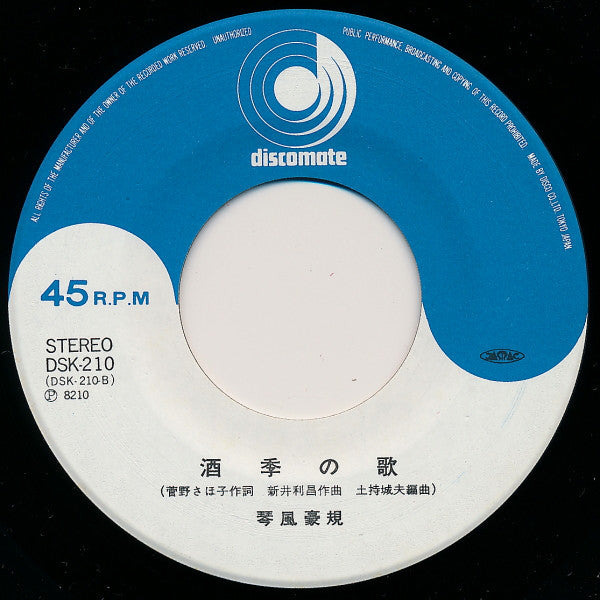 ALL RIGHTS OF THE MANUFACTURER AND OF THE OWNER OF THE RECORDED WORK RESERVED. UNAUTHORIZED PUBLIC PERFORMANCE, BROADCASTING AND COPYING OF THIS RECORD PROHIBITED. MADE BY DISCO CO., LTD. TOKYO JAPAN
discomate
45 R.P.M
STEREO
DSK-210
(DSK-210-B)
Ⓟ 8210
JASRAC
酒季の歌
(菅野さほ子作詞 新井利昌作曲 土持城夫編曲)
琴風豪規